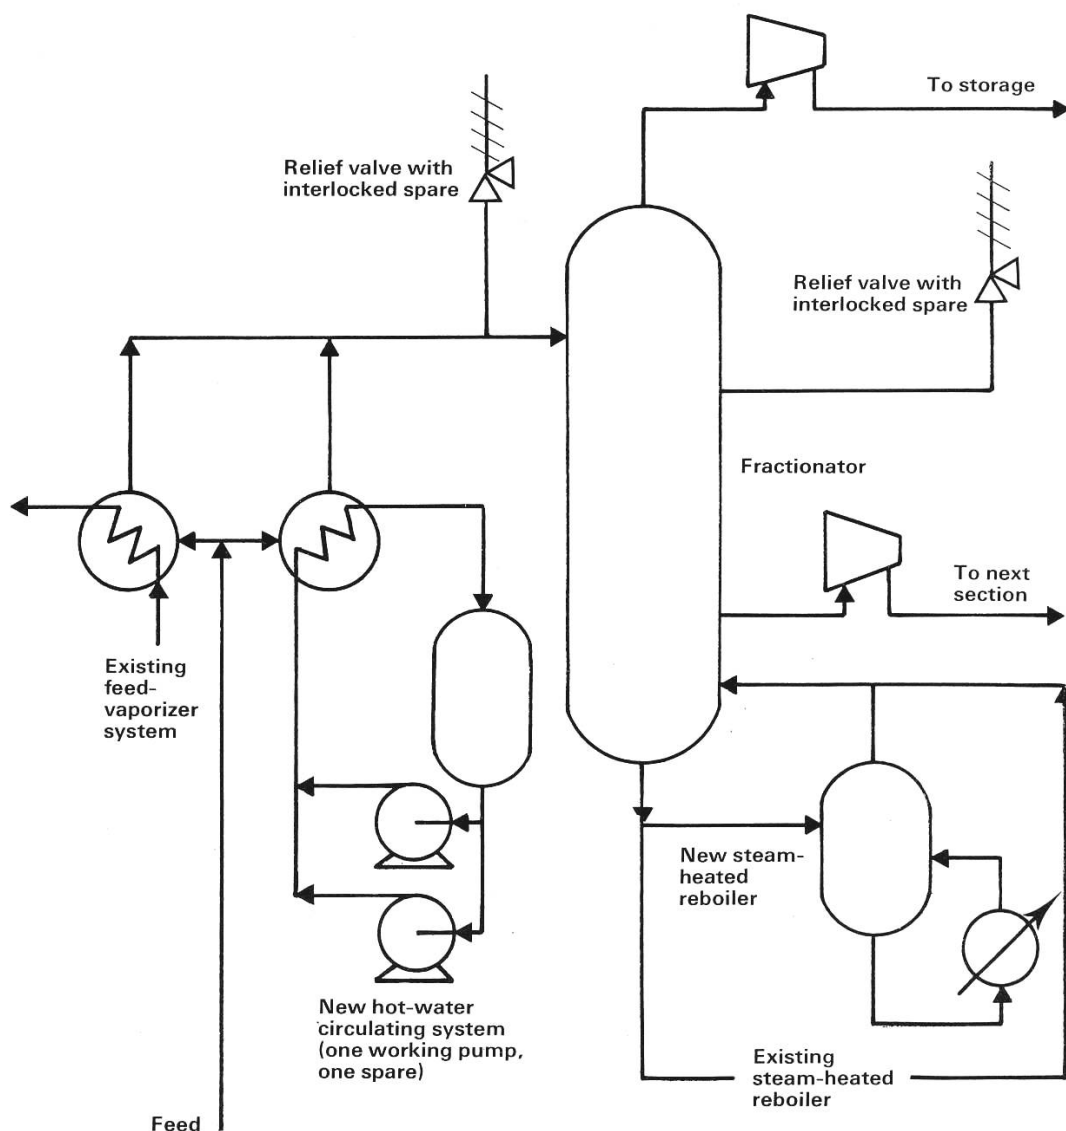 To storage
Relief valve with
interlocked spare
Relief valve with
interlocked spare
Fractionator
To next
section
Existing
feed-
vaporizer
system
New steam-
heated
reboiler
New hot-water
circulating system
(one working pump,
one spare)
Existing
steam-heated
reboiler
Feed